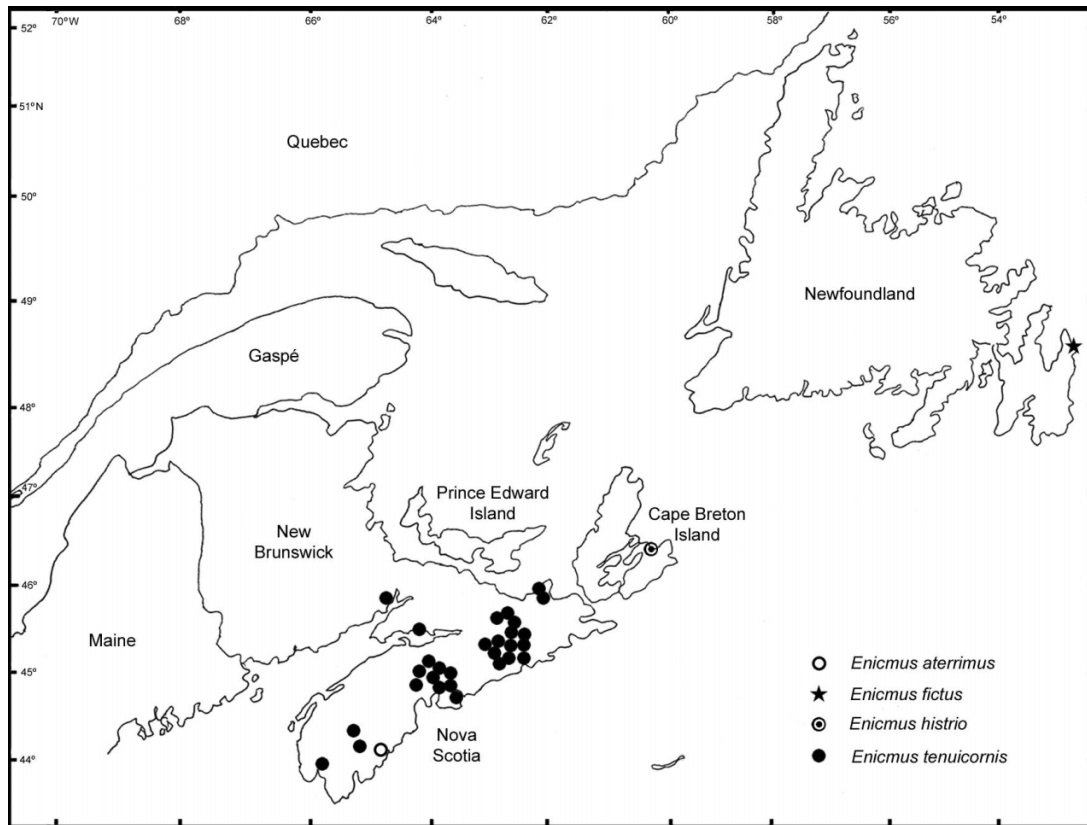 70°W 68° 66° 64° 62° 60° 58° 56° 54°
52°
51°N
50°
49°
48°
47°
46°
45°
44°
Quebec
Newfoundland
Gaspé
Prince Edward
Island
Cape Breton
Island
New
Brunswick
Maine
Nova
Scotia
Enicmus aterrimus
Enicmus fictus
Enicmus histrio
Enicmus tenuicornis